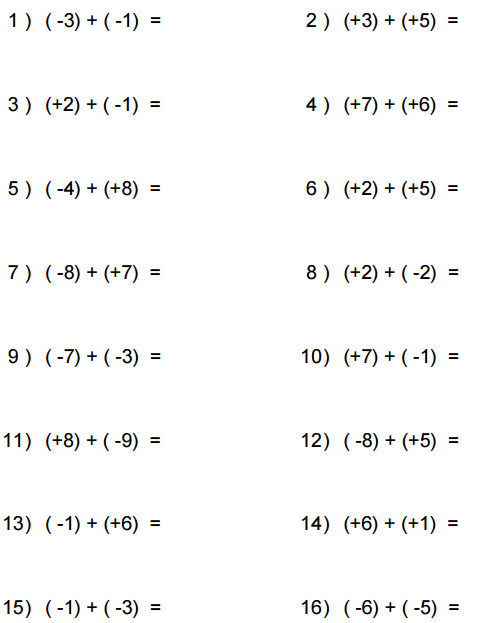 1 ) ( -3) + ( -1) = 2 ) (+3) + (+5) =
3 ) (+2) + ( -1) = 4 ) (+7) + (+6) =
5 ) ( -4) + (+8) = 6 ) (+2) + (+5) =
7 ) ( -8) + (+7) = 8 ) (+2) + ( -2) =
9 ) ( -7) + ( -3) = 10) (+7) + ( -1) =
11) (+8) + ( -9) = 12) ( -8) + (+5) =
13) ( -1) + (+6) = 14) (+6) + (+1) =
15) ( -1) + ( -3) = 16) ( -6) + ( -5) =